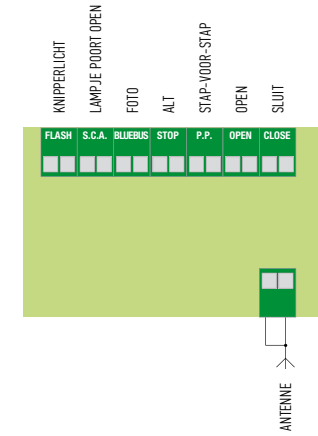 KNIPPERLICHT
LAMPJE POORT OPEN
FOTO
ALT
STAP-VOOR-STAP
OPEN
SLUIT
FLASH
S.C.A.
BLUEBUS
STOP
P.P.
OPEN
CLOSE
ANTENNE